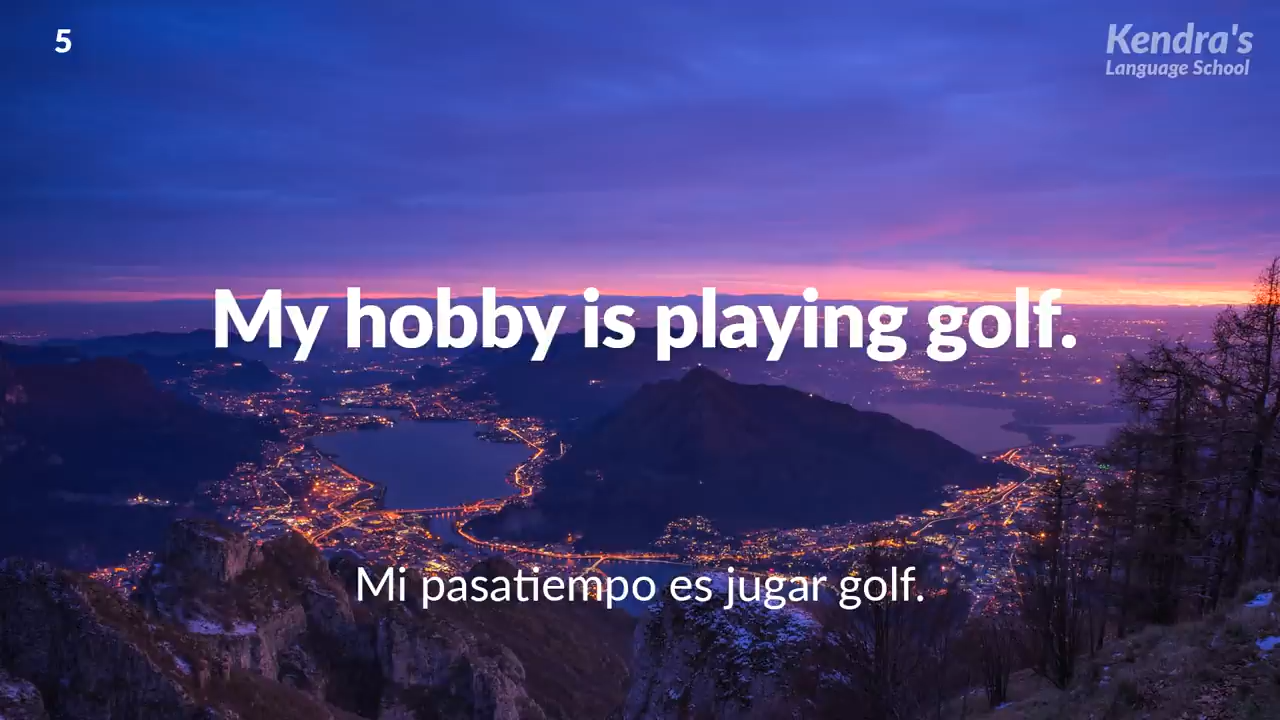 5
Kendra's
Language School
My hobby is playing golf.
Mi pasatiempo es jugar golf.